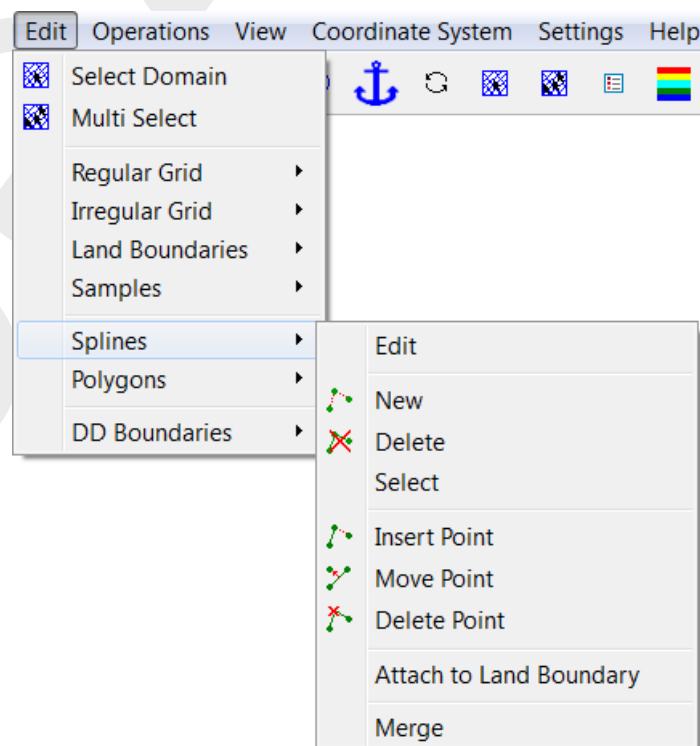 Edit Operations View Coordinate System Settings Help
Select Domain
Multi Select
Regular Grid
Irregular Grid
Land Boundaries
Samples
Splines
Polygons
DD Boundaries
Edit
New
Delete
Select
Insert Point
Move Point
Delete Point
Attach to Land Boundary
Merge